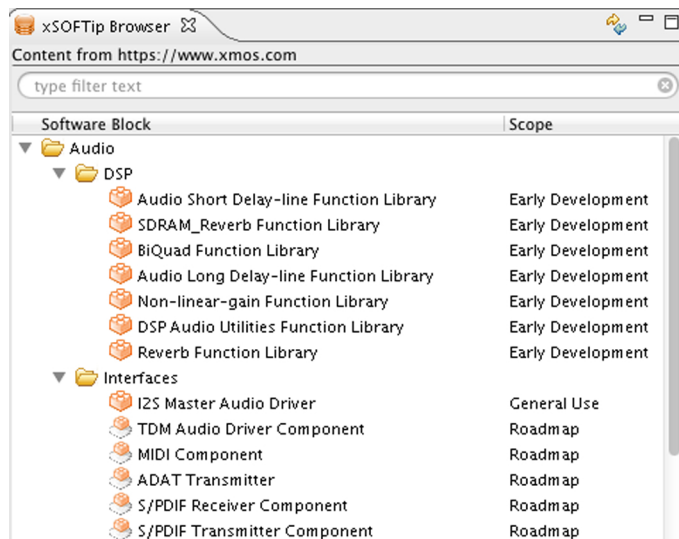 xSOFTip Browser
Content from https://www.xmos.com
type filter text
Software Block Scope
Audio
DSP
Audio Short Delay-line Function Library Early Development
SDRAM_Reverb Function Library Early Development
BiQuad Function Library Early Development
Audio Long Delay-line Function Library Early Development
Non-linear-gain Function Library Early Development
DSP Audio Utilities Function Library Early Development
Reverb Function Library Early Development
Interfaces
I2S Master Audio Driver General Use
TDM Audio Driver Component Roadmap
MIDI Component Roadmap
ADAT Transmitter Roadmap
S/PDIF Receiver Component Roadmap
S/PDIF Transmitter Component Roadmap